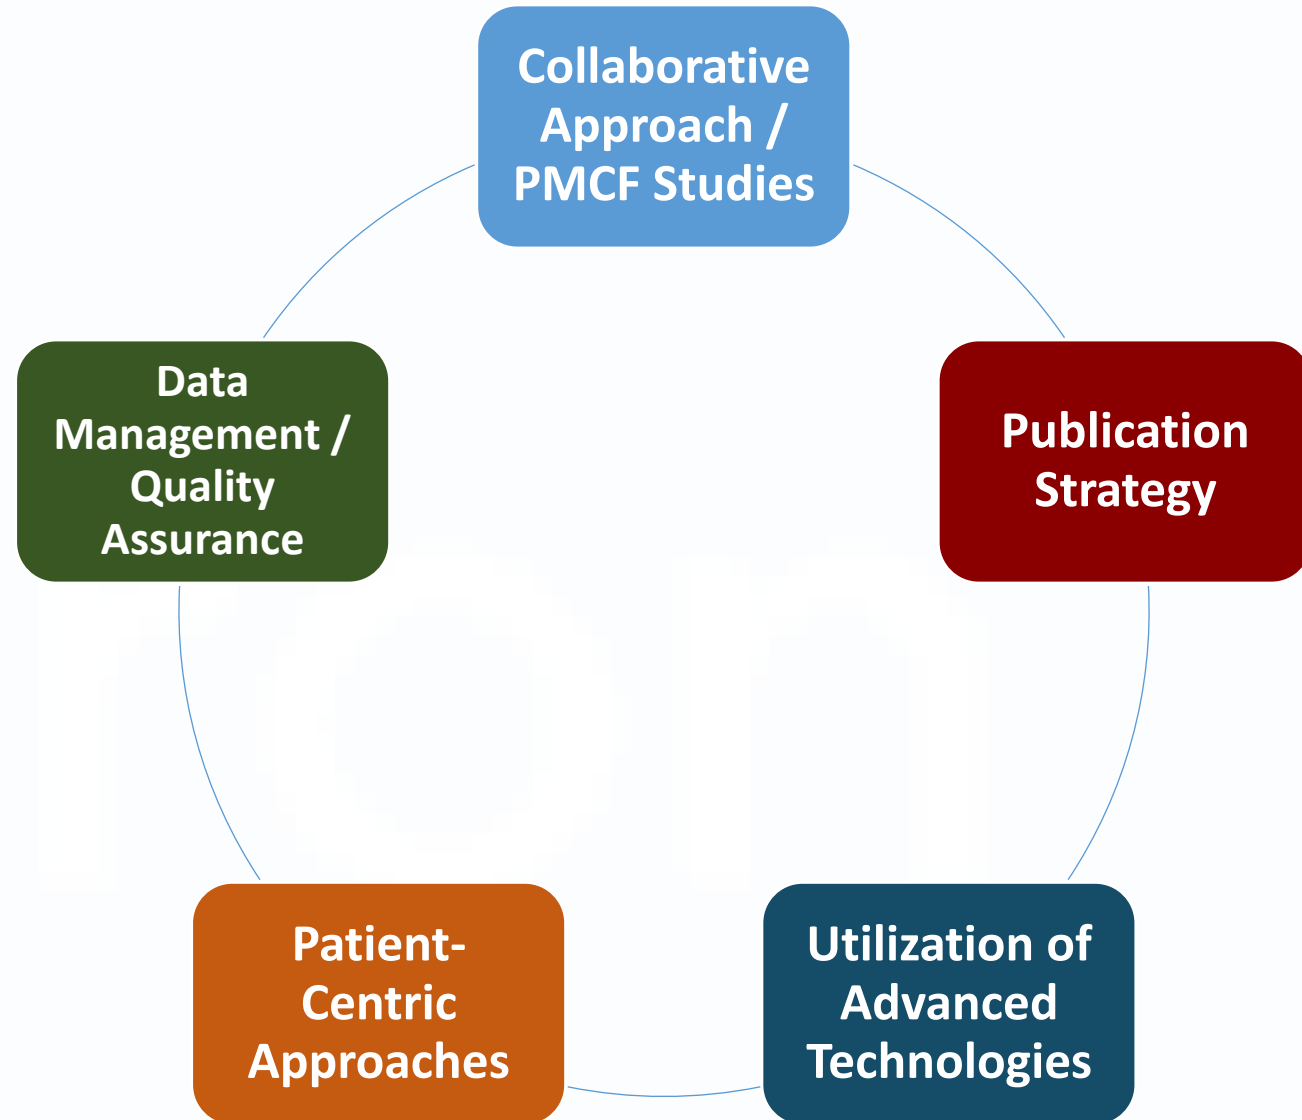 Collaborative
Approach /
PMCF Studies
Data
Management /
Quality
Assurance
Publication
Strategy
Patient-
Centric
Approaches
Utilization of
Advanced
Technologies